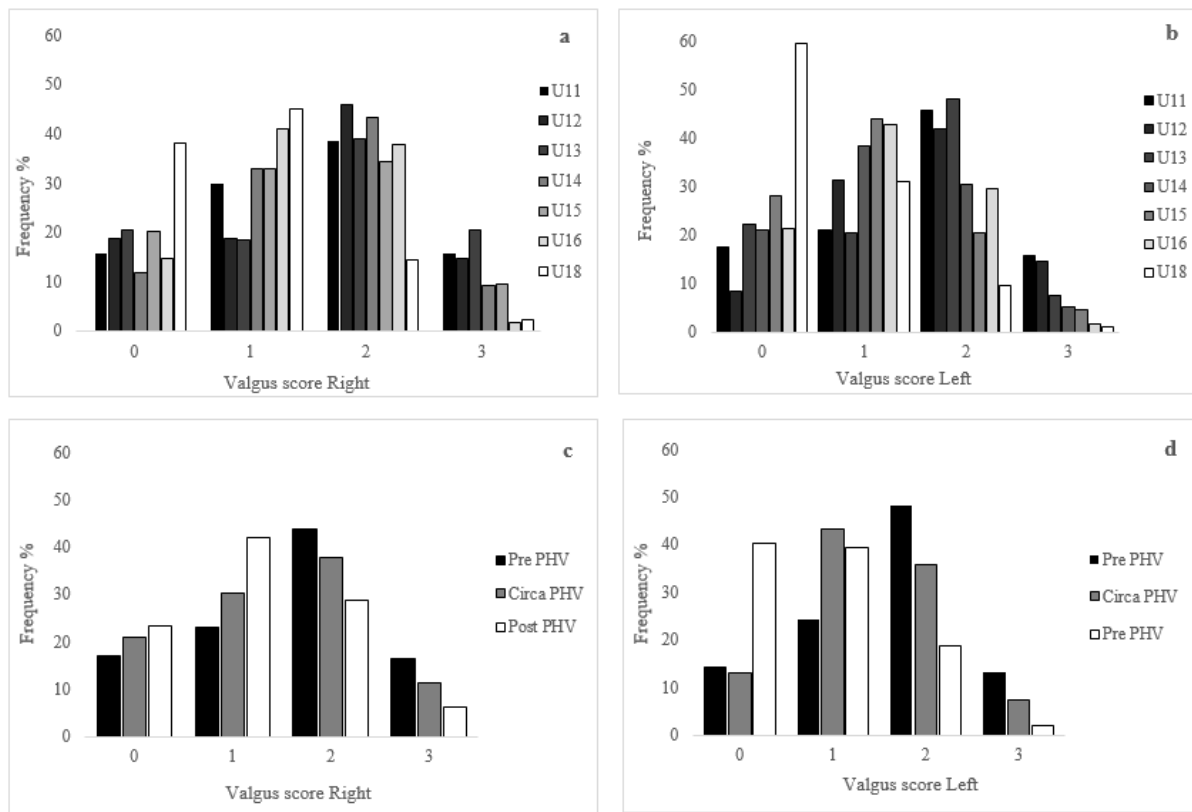 a
60
50
40
30
20
10
0
Frequency %
0 1 2 3
Valgus score Right
U11
U12
U13
U14
U15
U16
U18
b
60
50
40
30
20
10
0
Frequency %
0 1 2 3
Valgus score Left
U11
U12
U13
U14
U15
U16
U18
c
60
50
40
30
20
10
0
Frequency %
0 1 2 3
Valgus score Right
Pre PHV
Circa PHV
Post PHV
d
60
50
40
30
20
10
0
Frequency %
0 1 2 3
Valgus score Left
Pre PHV
Circa PHV
Pre PHV